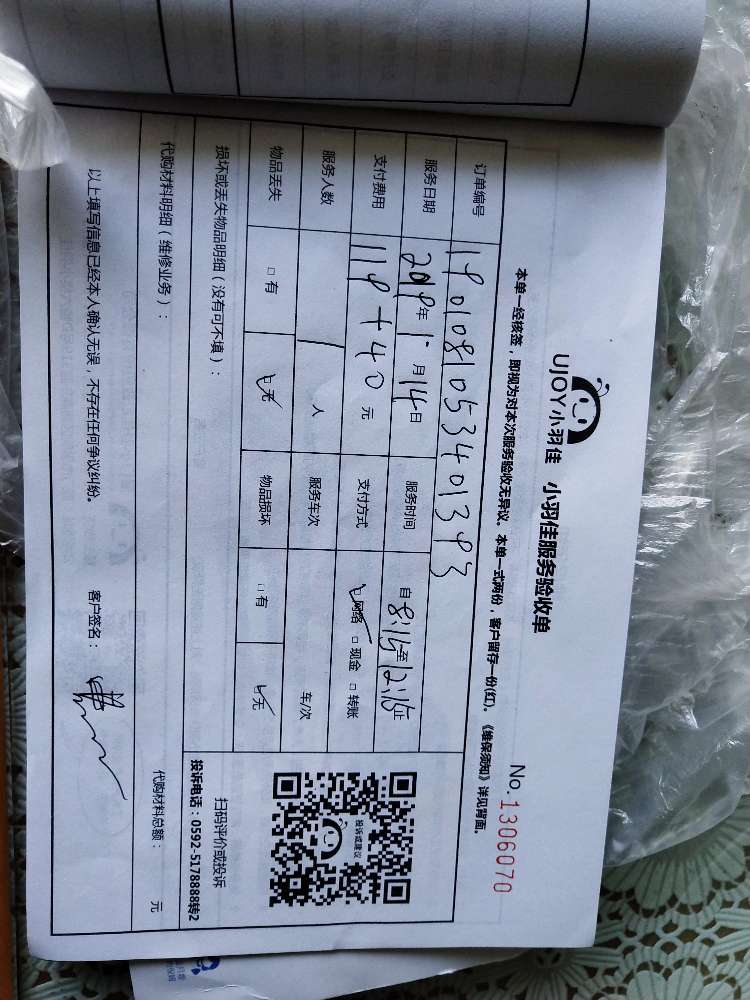 UJOY小羽佳 小羽佳服务验收单
No.1306070
本单一经核签，即视为对本次服务验收无异议。本单一式两份，客户留存一份(红)。《维保须知》详见背面。
订单编号 1901081053401393
服务日期 2019年1月14日 服务时间 自8:15至12:15止
支付费用 119+40元 支付方式 ☑网络 □现金 □转账
服务人数 1人 服务车次 车/次
物品丢失 □有 ☑无 物品损坏 □有 ☑无
损坏或丢失物品明细（没有可不填）：
投诉或建议
扫码评价或投诉
投诉电话：0592-5178888转2
代购材料明细（维修业务）：
代购材料总额： 元
以上填写信息已经本人确认无误，不存在任何争议纠纷。 客户签名：